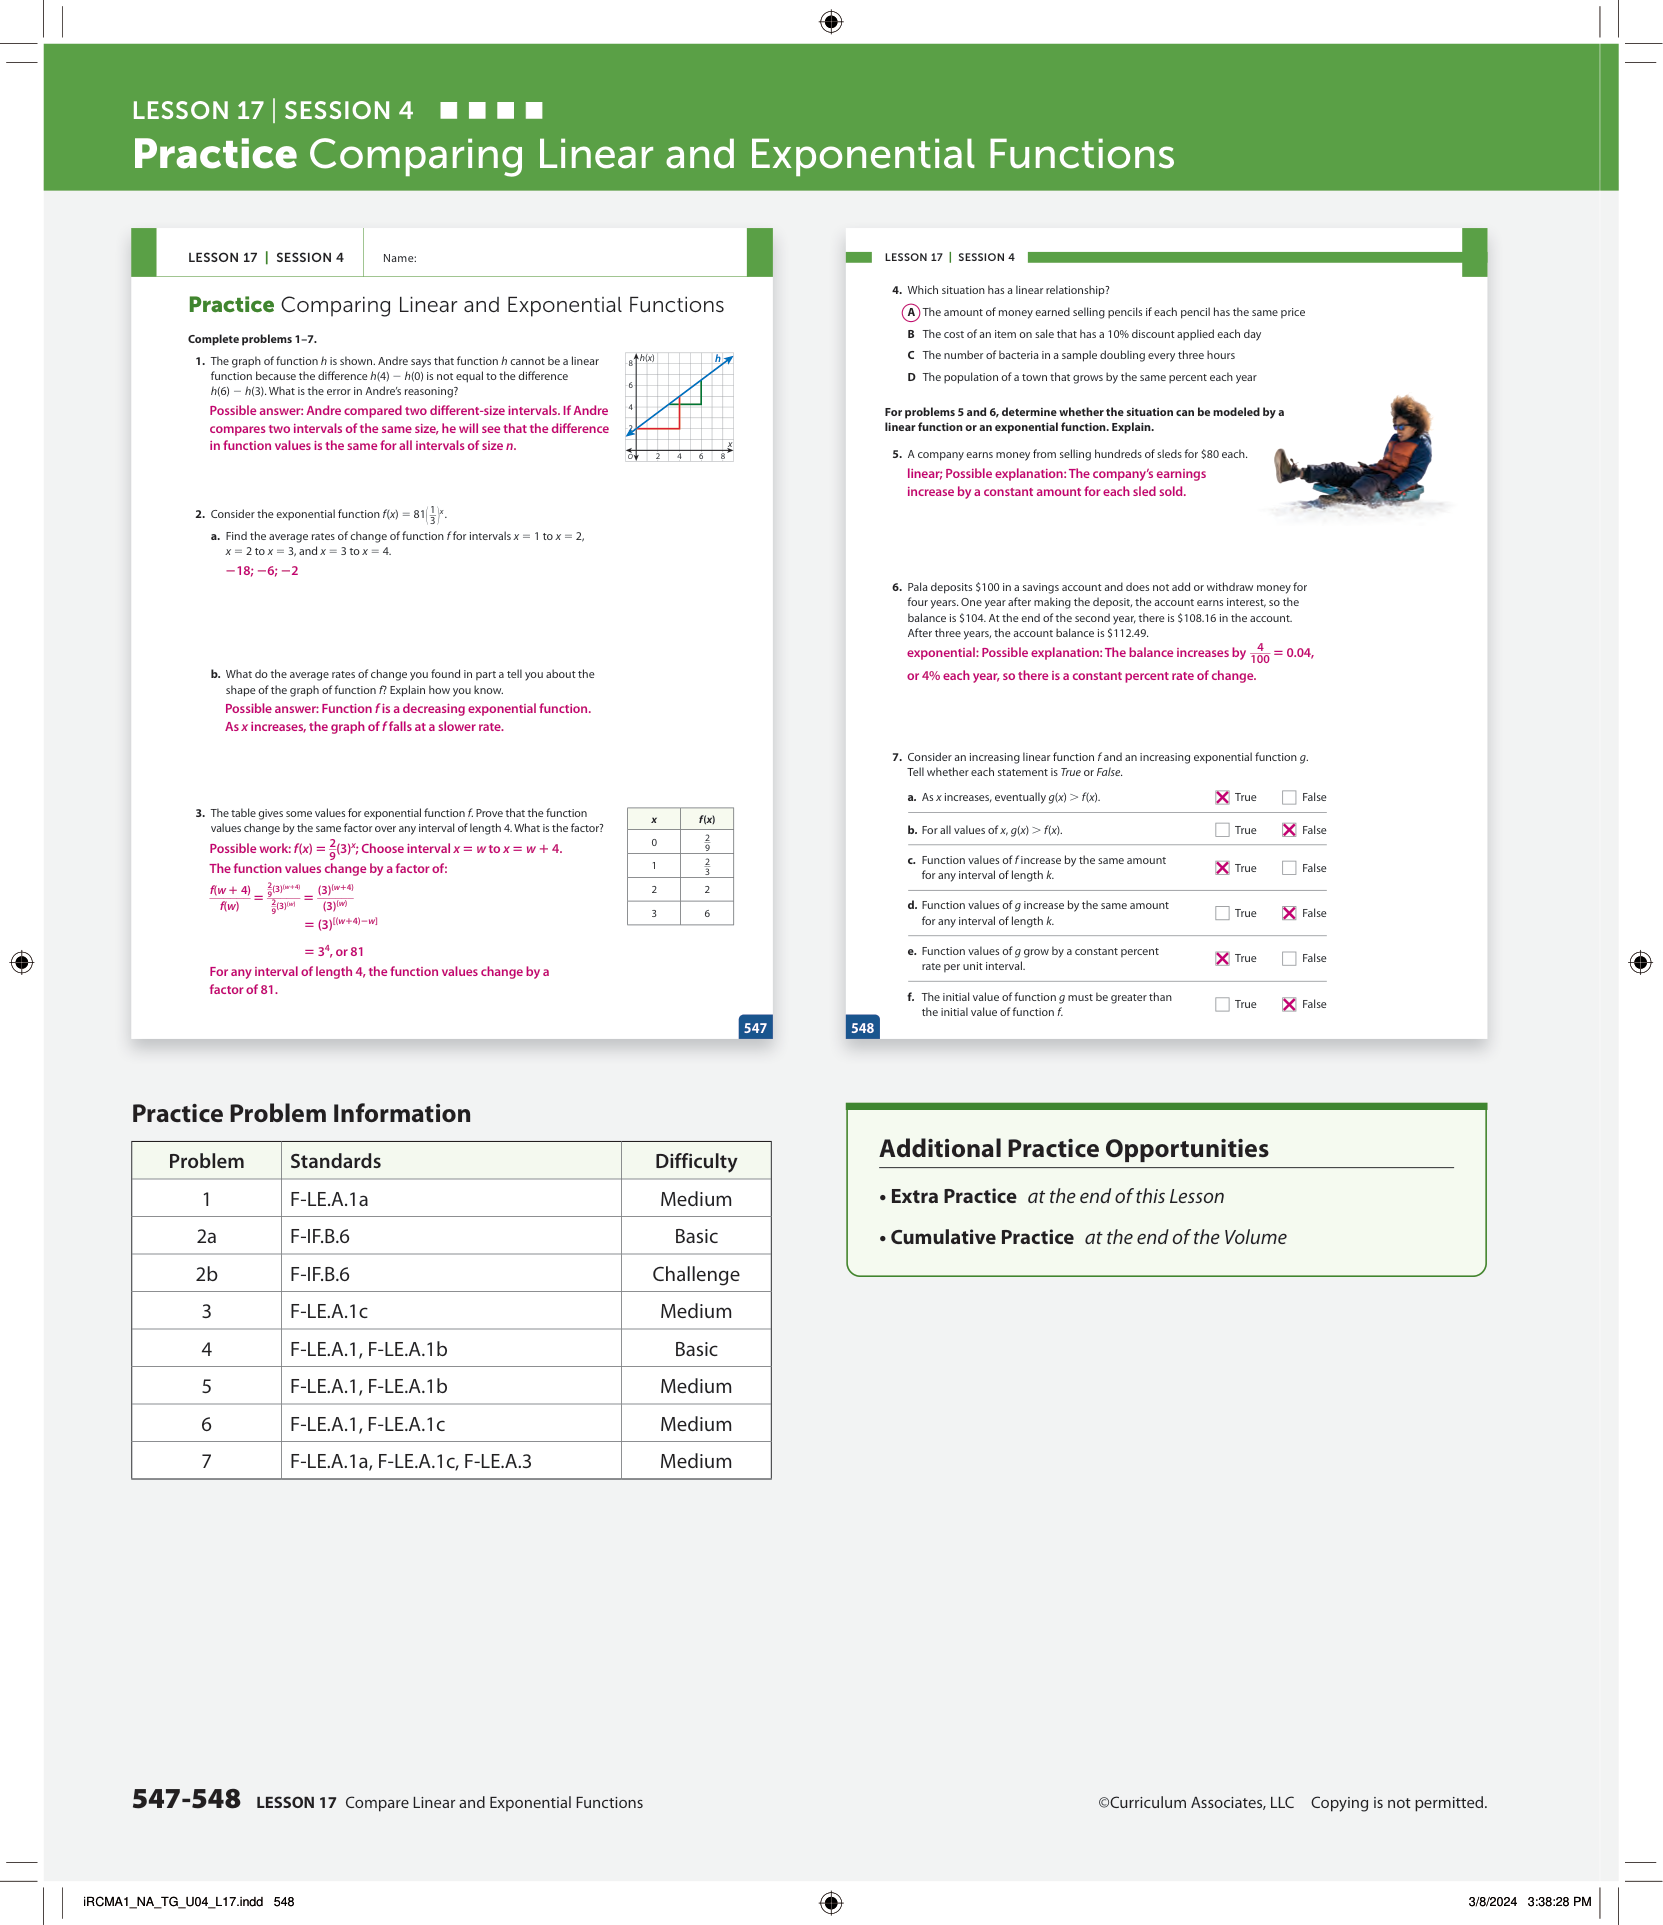 LESSON 17 | SESSION 4
Practice Comparing Linear and Exponential Functions
LESSON 17 | SESSION 4
Name:
Practice Comparing Linear and Exponential Functions
Complete problems 1–7.
1. The graph of function h is shown. Andre says that function h cannot be a linear
function because the difference h(4) − h(0) is not equal to the difference
h(6) − h(3). What is the error in Andre's reasoning?
Possible answer: Andre compared two different-size intervals. If Andre
compares two intervals of the same size, he will see that the difference
in function values is the same for all intervals of size n.
h(x)
h
8
6
4
2
O
2 4 6 8
x
2. Consider the exponential function f(x) = 81(1/3)^x.
a. Find the average rates of change of function f for intervals x = 1 to x = 2,
x = 2 to x = 3, and x = 3 to x = 4.
−18; −6; −2
b. What do the average rates of change you found in part a tell you about the
shape of the graph of function f? Explain how you know.
Possible answer: Function f is a decreasing exponential function.
As x increases, the graph of f falls at a slower rate.
3. The table gives some values for exponential function f. Prove that the function
values change by the same factor over any interval of length 4. What is the factor?
Possible work: f(x) = 2/9(3)^x; Choose interval x = w to x = w + 4.
The function values change by a factor of:
f(w + 4)/f(w) = 2/9(3)^(w+4) / 2/9(3)^(w) = (3)^(w+4)/(3)^(w)
= (3)^[(w+4)−w]
= 3^4, or 81
For any interval of length 4, the function values change by a
factor of 81.
x f(x)
0 2/9
1 2/3
2 2
3 6
547
LESSON 17 | SESSION 4
4. Which situation has a linear relationship?
A The amount of money earned selling pencils if each pencil has the same price
B The cost of an item on sale that has a 10% discount applied each day
C The number of bacteria in a sample doubling every three hours
D The population of a town that grows by the same percent each year
For problems 5 and 6, determine whether the situation can be modeled by a
linear function or an exponential function. Explain.
5. A company earns money from selling hundreds of sleds for $80 each.
linear; Possible explanation: The company's earnings
increase by a constant amount for each sled sold.
6. Pala deposits $100 in a savings account and does not add or withdraw money for
four years. One year after making the deposit, the account earns interest, so the
balance is $104. At the end of the second year, there is $108.16 in the account.
After three years, the account balance is $112.49.
exponential: Possible explanation: The balance increases by 4/100 = 0.04,
or 4% each year, so there is a constant percent rate of change.
7. Consider an increasing linear function f and an increasing exponential function g.
Tell whether each statement is True or False.
a. As x increases, eventually g(x) > f(x). True False
b. For all values of x, g(x) > f(x). True False
c. Function values of f increase by the same amount
for any interval of length k. True False
d. Function values of g increase by the same amount
for any interval of length k. True False
e. Function values of g grow by a constant percent
rate per unit interval. True False
f. The initial value of function g must be greater than
the initial value of function f. True False
548
Practice Problem Information
Problem Standards Difficulty
1 F-LE.A.1a Medium
2a F-IF.B.6 Basic
2b F-IF.B.6 Challenge
3 F-LE.A.1c Medium
4 F-LE.A.1, F-LE.A.1b Basic
5 F-LE.A.1, F-LE.A.1b Medium
6 F-LE.A.1, F-LE.A.1c Medium
7 F-LE.A.1a, F-LE.A.1c, F-LE.A.3 Medium
Additional Practice Opportunities
• Extra Practice at the end of this Lesson
• Cumulative Practice at the end of the Volume
547-548 LESSON 17 Compare Linear and Exponential Functions
©Curriculum Associates, LLC Copying is not permitted.
iRCMA1_NA_TG_U04_L17.indd 548
3/8/2024 3:38:28 PM